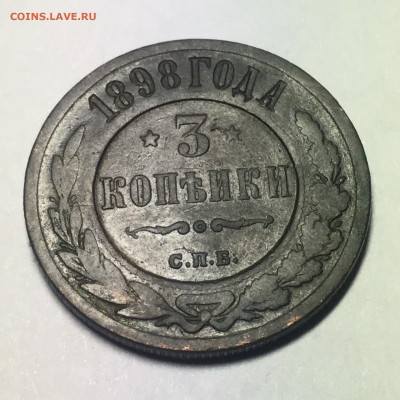 COINS.LAVE.RU
1898 ГОДА
3
КОПѢЙКИ
С.П.Б.